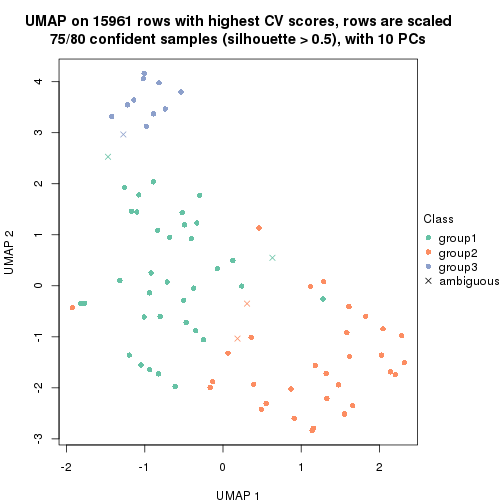 UMAP on 15961 rows with highest CV scores, rows are scaled
75/80 confident samples (silhouette > 0.5), with 10 PCs
4
3
2
1
0
-1
-2
-3
UMAP 2
-2
-1
0
1
2
UMAP 1
Class
group1
group2
group3
ambiguous